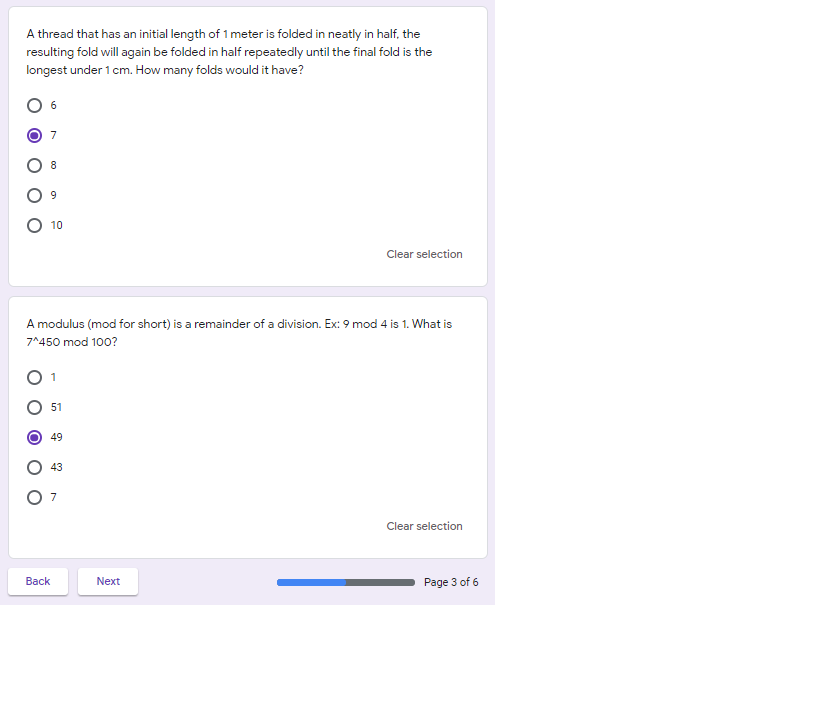 A thread that has an initial length of 1 meter is folded in neatly in half, the
resulting fold will again be folded in half repeatedly until the final fold is the
longest under 1 cm. How many folds would it have?
6
7
8
9
10
Clear selection
A modulus (mod for short) is a remainder of a division. Ex: 9 mod 4 is 1. What is
7^450 mod 100?
1
51
49
43
7
Clear selection
Back Next Page 3 of 6